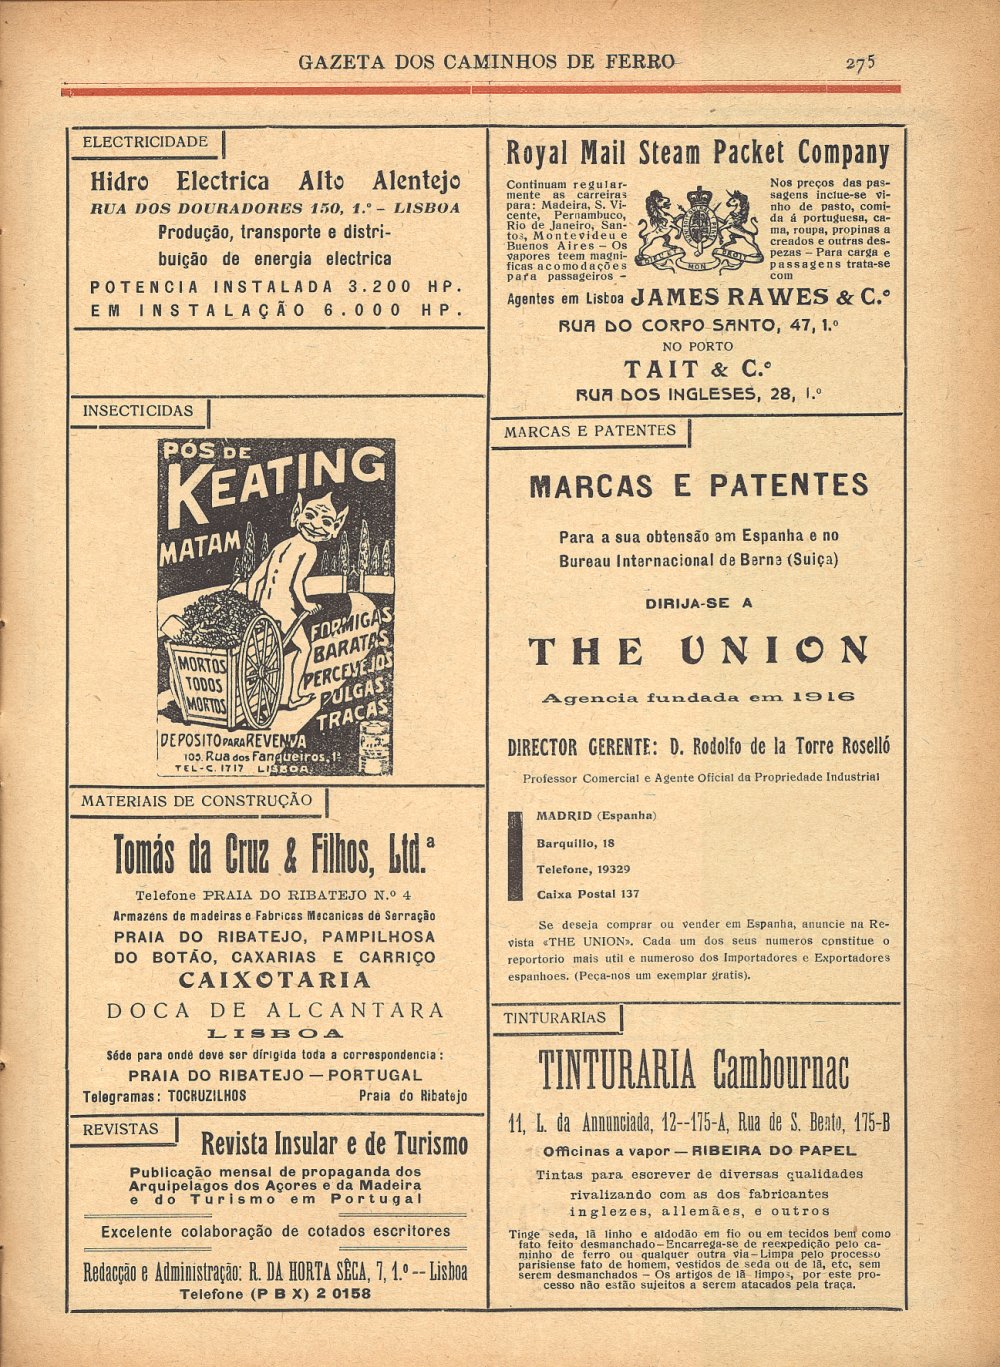 GAZETA DOS CAMINHOS DE FERRO
275
ELECTRICIDADE
Hidro Electrica Alto Alentejo
RUA DOS DOURADORES 150, 1.º – LISBOA
Produção, transporte e distri-
buição de energia electrica
POTENCIA INSTALADA 3.200 HP.
EM INSTALAÇÃO 6.000 HP.
INSECTICIDAS
PÓS DE
KEATING
MATAM
FORMIGAS
BARATAS
PERCEVEJOS
PULGAS
TRAÇAS
MORTOS
TODOS
MORTOS
DEPOSITO PARA REVENDA
103, Rua dos Fanqueiros, 1º
TEL-C. 1717 LISBOA
MATERIAIS DE CONSTRUÇÃO
Tomás da Cruz & Filhos, Ltd.ª
Telefone PRAIA DO RIBATEJO N.º 4
Armazéns de madeiras e Fabricas Mecanicas de Serração
PRAIA DO RIBATEJO, PAMPILHOSA
DO BOTÃO, CAXARIAS E CARRIÇO
CAIXOTARIA
DOCA DE ALCANTARA
LISBOA
Séde para onde deve ser dirigida toda a correspondencia:
PRAIA DO RIBATEJO — PORTUGAL
Telegramas: TOCRUZILHOS Praia do Ribatejo
REVISTAS
Revista Insular e de Turismo
Publicação mensal de propaganda dos
Arquipelagos dos Açores e da Madeira
e do Turismo em Portugal
Excelente colaboração de cotados escritores
Redacção e Administração: R. DA HORTA SÊCA, 7, 1.º -- Lisboa
Telefone (P B X) 2 0158
Royal Mail Steam Packet Company
Continuam regular-
mente as carreiras
para: Madeira, S. Vi-
cente, Pernambuco,
Rio de Janeiro, San-
tos, Montevideu e
Buenos Aires – Os
vapores teem magni-
ficas acomodações
para passageiros –
DIEU ET MON DROIT
Nos preços das pas-
sagens inclue-se vi-
nho de pasto, comi-
da á portuguesa, ca-
ma, roupa, propinas a
creados e outras des-
pezas – Para carga e
passagens trata-se
com
Agentes em Lisboa JAMES RAWES & C.º
RUA DO CORPO SANTO, 47, 1.º
NO PORTO
TAIT & C.º
RUA DOS INGLESES, 28, 1.º
MARCAS E PATENTES
MARCAS E PATENTES
Para a sua obtensão em Espanha e no
Bureau Internacional de Berna (Suiça)
DIRIJA-SE A
THE UNION
Agencia fundada em 1916
DIRECTOR GERENTE: D. Rodolfo de la Torre Roselló
Professor Comercial e Agente Oficial da Propriedade Industrial
MADRID (Espanha)
Barquillo, 18
Telefone, 19329
Caixa Postal 137
Se deseja comprar ou vender em Espanha, anuncie na Re-
vista «THE UNION». Cada um dos seus numeros constitue o
reportorio mais util e numeroso dos Importadores e Exportadores
espanhoes. (Peça-nos um exemplar gratis).
TINTURARIAS
TINTURARIA Cambournac
11, L. da Annunciada, 12--175-A, Rua de S. Bento, 175-B
Officinas a vapor — RIBEIRA DO PAPEL
Tintas para escrever de diversas qualidades
rivalizando com as dos fabricantes
inglezes, allemães, e outros
Tinge seda, lã linho e aldodão em fio ou em tecidos bem como
fato feito desmanchado – Encarrega-se de reexpedição pelo ca-
minho de ferro ou qualquer outra via – Limpa pelo processo
parisiense fato de homem, vestidos de seda ou de lã, etc, sem
serem desmanchados – Os artigos de lã limpos, por este pro-
cesso não estão sujeitos a serem atacados pela traça.